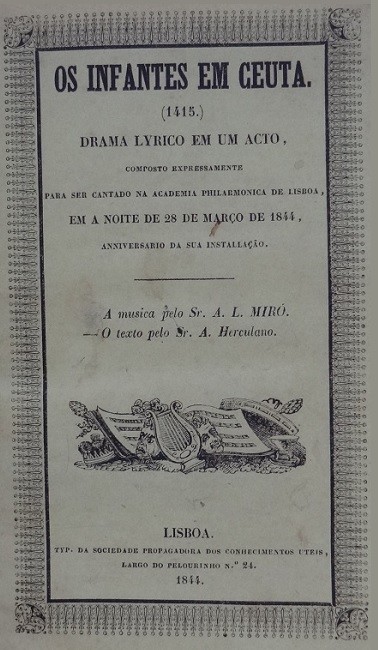 OS INFANTES EM CEUTA.
(1415.)
DRAMA LYRICO EM UM ACTO,
COMPOSTO EXPRESSAMENTE
PARA SER CANTADO NA ACADEMIA PHILARMONICA DE LISBOA,
EM A NOITE DE 28 DE MARÇO DE 1844,
ANNIVERSARIO DA SUA INSTALLAÇÃO.
A musica pelo Sr. A. L. MIRÓ.
O texto pelo Sr. A. Herculano.
LISBOA.
TYP. DA SOCIEDADE PROPAGADORA DOS CONHECIMENTOS UTEIS,
LARGO DO PELOURINHO N.º 24.
1844.